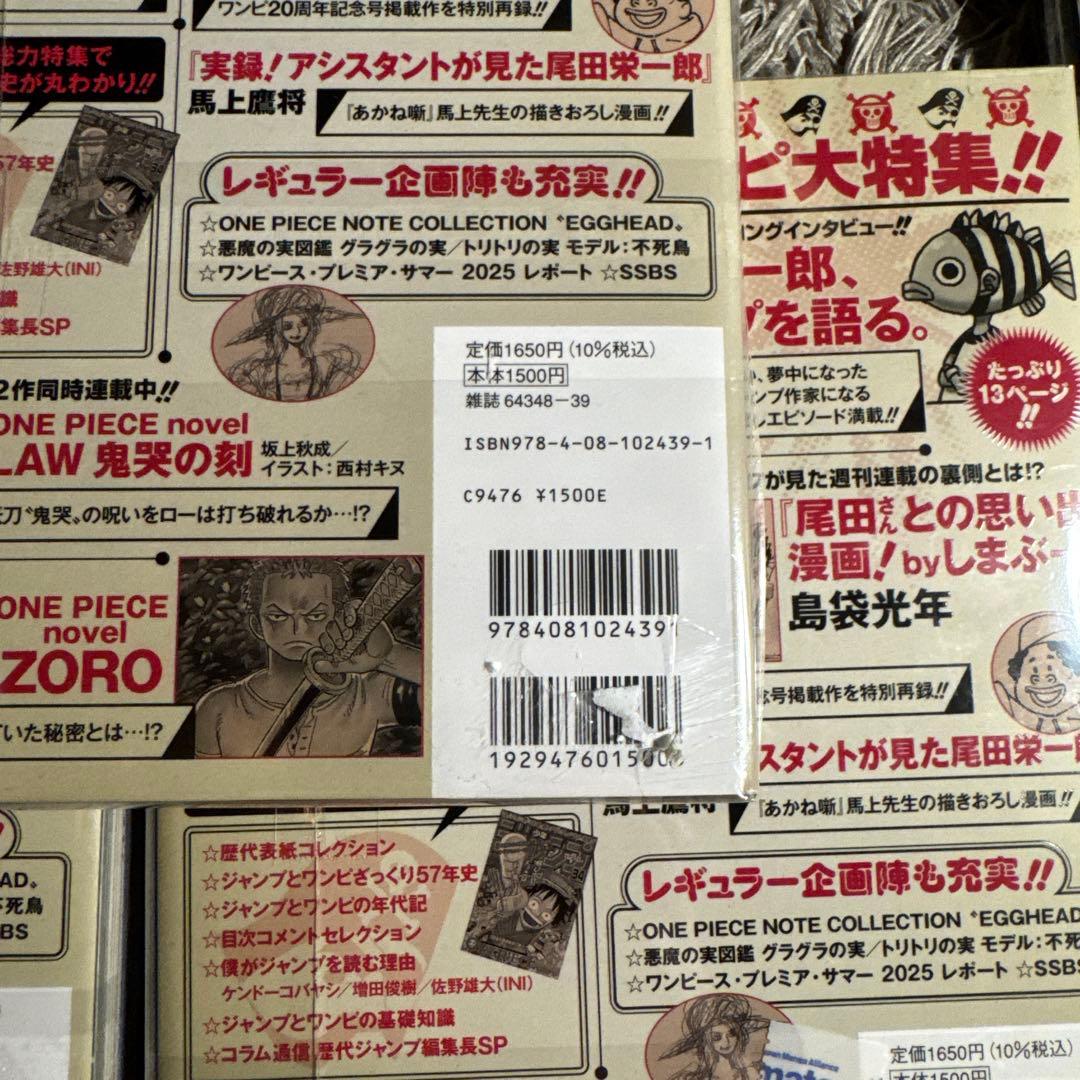 ワンピ20周年記念号掲載作を特別再録!!
総力特集で
史が丸わかり!!
『実録!アシスタントが見た尾田栄一郎』
馬上鷹将
『あかね噺』馬上先生の描きおろし漫画!!
57年史
佐野雄大(INI)
識
集長SP
レギュラー企画陣も充実!!
☆ONE PIECE NOTE COLLECTION 〝EGGHEAD〟
☆悪魔の実図鑑 グラグラの実/トリトリの実 モデル:不死鳥
☆ワンピース・プレミア・サマー 2025 レポート ☆SSBS
2作同時連載中!!
ONE PIECE novel
LAW 鬼哭の刻
坂上秋成/
イラスト:西村キヌ
刀〝鬼哭〟の呪いをローは打ち破れるか…!?
ONE PIECE
novel
ZORO
ていた秘密とは…!?
定価1650円(10%税込)
本体1500円
雑誌 64348-39
ISBN978-4-08-102439-1
C9476 ¥1500E
9784081024391
192947601500
ピ大特集!!
ングインタビュー!!
一郎、
プを語る。
、夢中になった
ンプ作家になる
しエピソード満載!!
たっぷり
13ページ
!!
が見た週刊連載の裏側とは!?
『尾田さんとの思い出
漫画!byしまぶー
島袋光年
念号掲載作を特別再録!!
スタントが見た尾田栄一郎
馬上鷹将
『あかね噺』馬上先生の描きおろし漫画!!
AD〟
不死鳥
BS
☆歴代表紙コレクション
☆ジャンプとワンピざっくり57年史
☆ジャンプとワンピの年代記
☆目次コメントセレクション
☆僕がジャンプを読む理由
ケンドーコバヤシ/増田俊樹/佐野雄大(INI)
☆ジャンプとワンピの基礎知識
☆コラム通信 歴代ジャンプ編集長SP
レギュラー企画陣も充実!!
☆ONE PIECE NOTE COLLECTION 〝EGGHEAD
☆悪魔の実図鑑 グラグラの実/トリトリの実 モデル:不死
☆ワンピース・プレミア・サマー 2025 レポート ☆SSBS
定価1650円(10%税込)
本体1500円